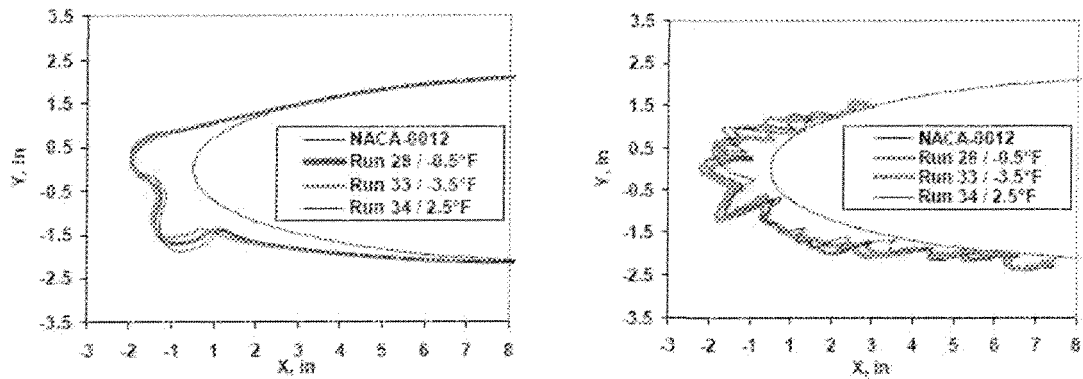 3.5
2.5
1.5
0.5
-0.5
-1.5
-2.5
-3.5
Y, in
NACA-0012
Run 28 / -0.5°F
Run 33 / -3.5°F
Run 34 / 2.5°F
-3 -2 -1 1 2 3 4 5 6 7 8
X, in
3.5
2.5
1.5
0.5
-0.5
-1.5
-2.5
-3.5
Y, in
NACA-0012
Run 28 / -0.5°F
Run 33 / -3.5°F
Run 34 / 2.5°F
-3 -2 -1 0 1 2 3 4 5 6 7 8
X, in